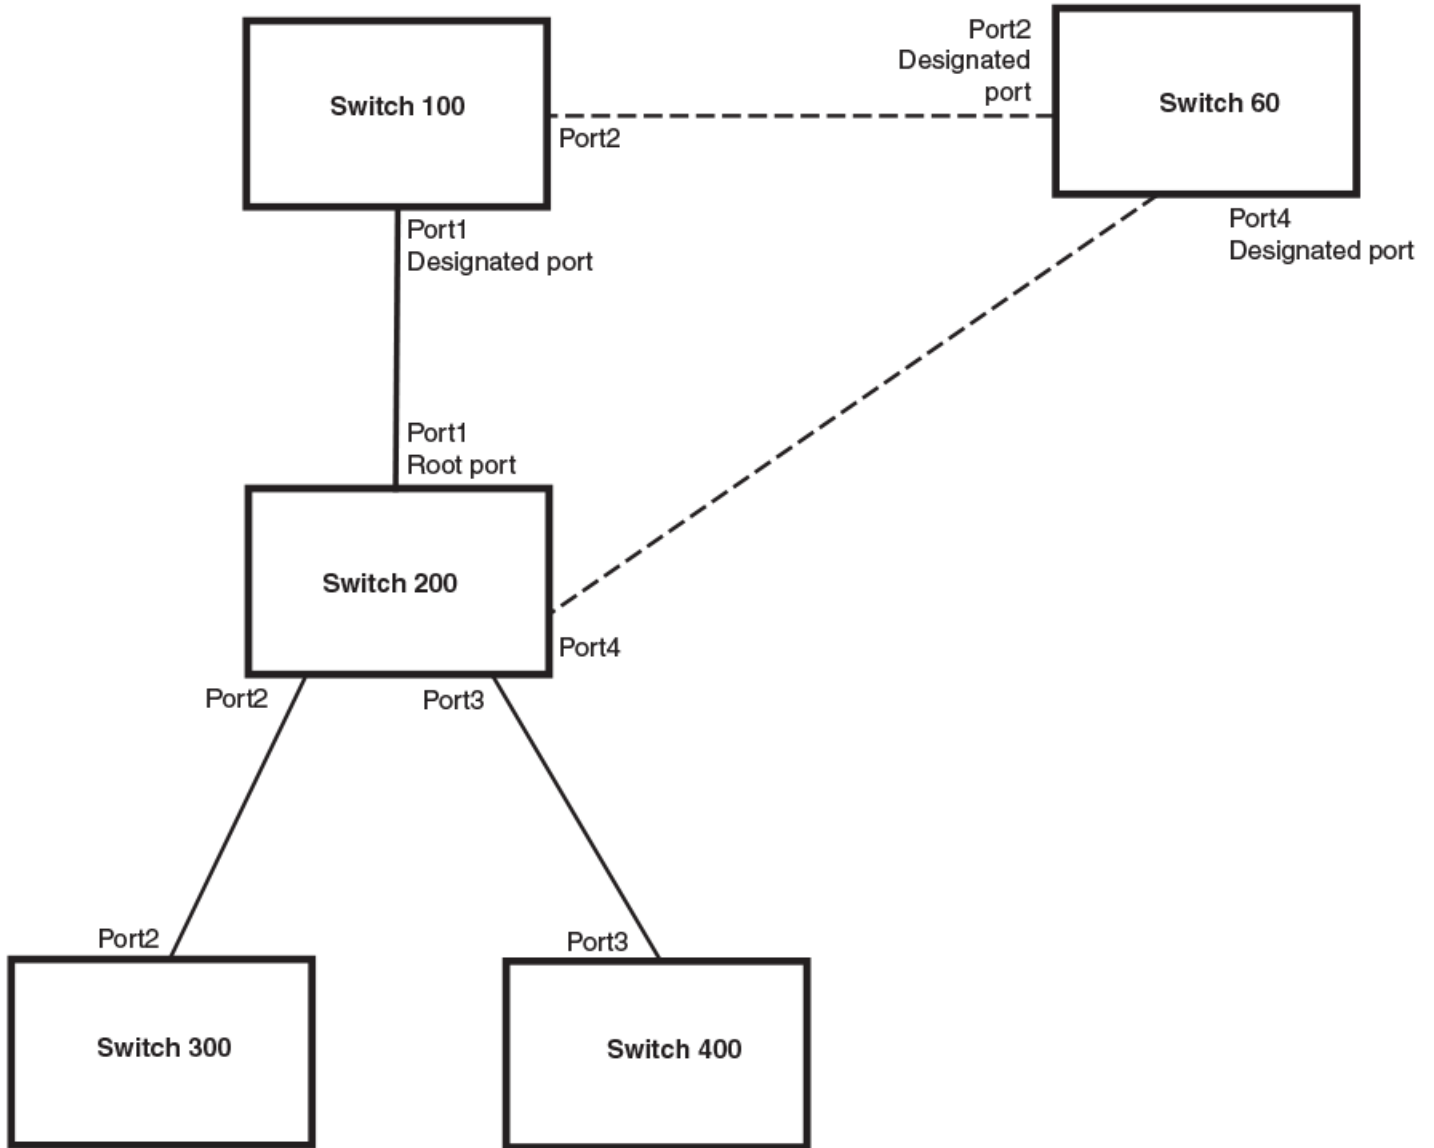 Port2
Designated
port
Switch 100
Switch 60
Port2
Port1
Designated port
Port4
Designated port
Port1
Root port
Switch 200
Port4
Port2
Port3
Port2
Port3
Switch 300
Switch 400